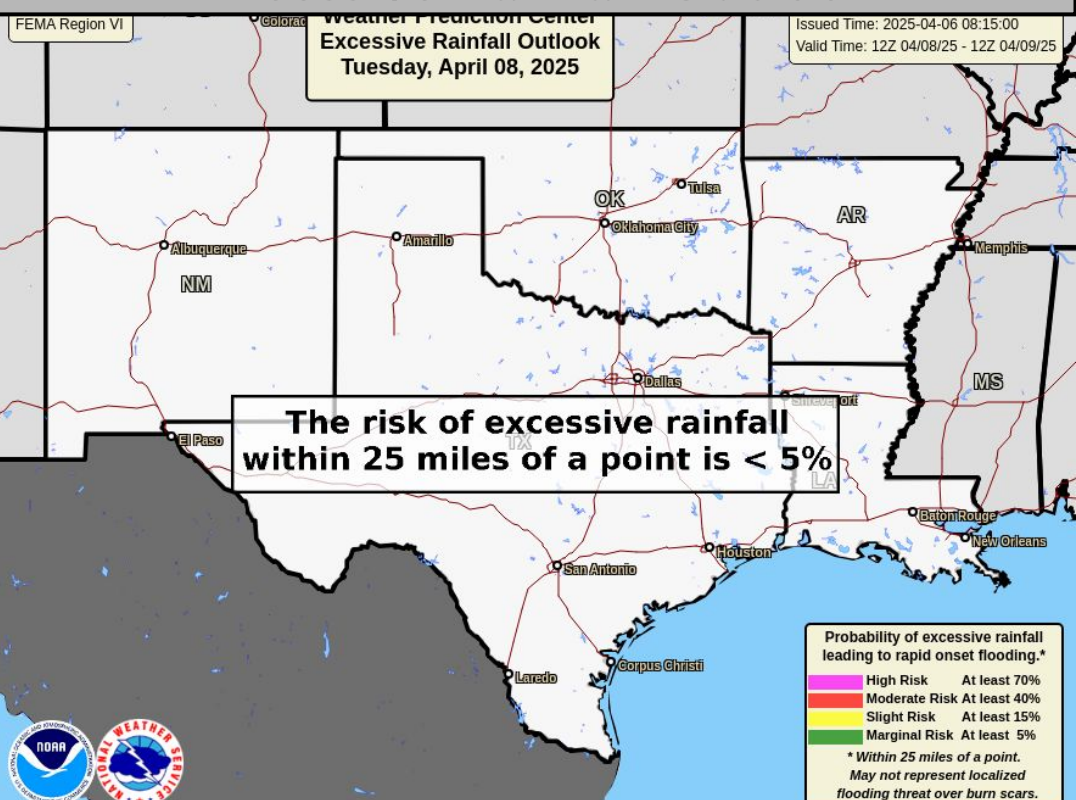 FEMA Region VI
Weather Prediction Center
Excessive Rainfall Outlook
Tuesday, April 08, 2025
Issued Time: 2025-04-06 08:15:00
Valid Time: 12Z 04/08/25 - 12Z 04/09/25
Colorad
Tulsa
OK
Oklahoma City
AR
Albuquerque
Amarillo
Memphis
NM
Dallas
MS
Shreveport
The risk of excessive rainfall
El Paso
TX
within 25 miles of a point is < 5%
LA
Baton Rouge
New Orleans
Houston
San Antonio
Corpus Christi
Laredo
Probability of excessive rainfall
leading to rapid onset flooding.*
High Risk At least 70%
Moderate Risk At least 40%
Slight Risk At least 15%
Marginal Risk At least 5%
* Within 25 miles of a point.
May not represent localized
flooding threat over burn scars.
NOAA
NATIONAL WEATHER SERVICE